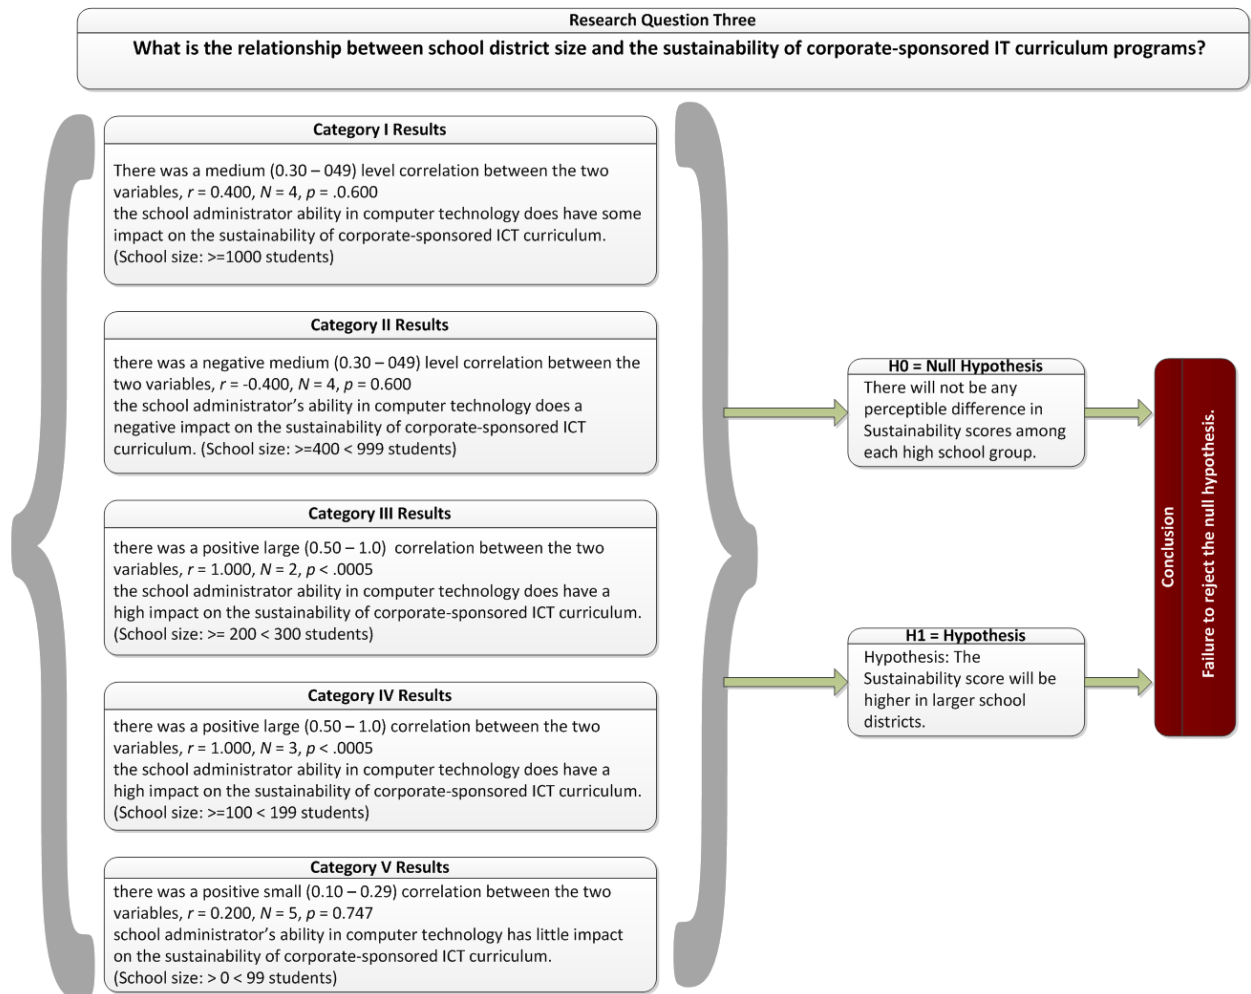 Research Question Three
What is the relationship between school district size and the sustainability of corporate-sponsored IT curriculum programs?
Category I Results
There was a medium (0.30 – 049) level correlation between the two
variables, r = 0.400, N = 4, p = .0.600
the school administrator ability in computer technology does have some
impact on the sustainability of corporate-sponsored ICT curriculum.
(School size: >=1000 students)
Category II Results
there was a negative medium (0.30 – 049) level correlation between the
two variables, r = -0.400, N = 4, p = 0.600
the school administrator’s ability in computer technology does a
negative impact on the sustainability of corporate-sponsored ICT
curriculum. (School size: >=400 < 999 students)
Category III Results
there was a positive large (0.50 – 1.0)  correlation between the two
variables, r = 1.000, N = 2, p < .0005
the school administrator ability in computer technology does have a
high impact on the sustainability of corporate-sponsored ICT curriculum.
(School size: >= 200 < 300 students)
Category IV Results
there was a positive large (0.50 – 1.0) correlation between the two
variables, r = 1.000, N = 3, p < .0005
the school administrator ability in computer technology does have a
high impact on the sustainability of corporate-sponsored ICT curriculum.
(School size: >=100 < 199 students)
Category V Results
there was a positive small (0.10 – 0.29) correlation between the two
variables, r = 0.200, N = 5, p = 0.747
school administrator’s ability in computer technology has little impact
on the sustainability of corporate-sponsored ICT curriculum.
(School size: > 0 < 99 students)
H0 = Null Hypothesis
There will not be any
perceptible difference in
Sustainability scores among
each high school group.
H1 = Hypothesis
Hypothesis: The
Sustainability score will be
higher in larger school
districts.
Conclusion
Failure to reject the null hypothesis.